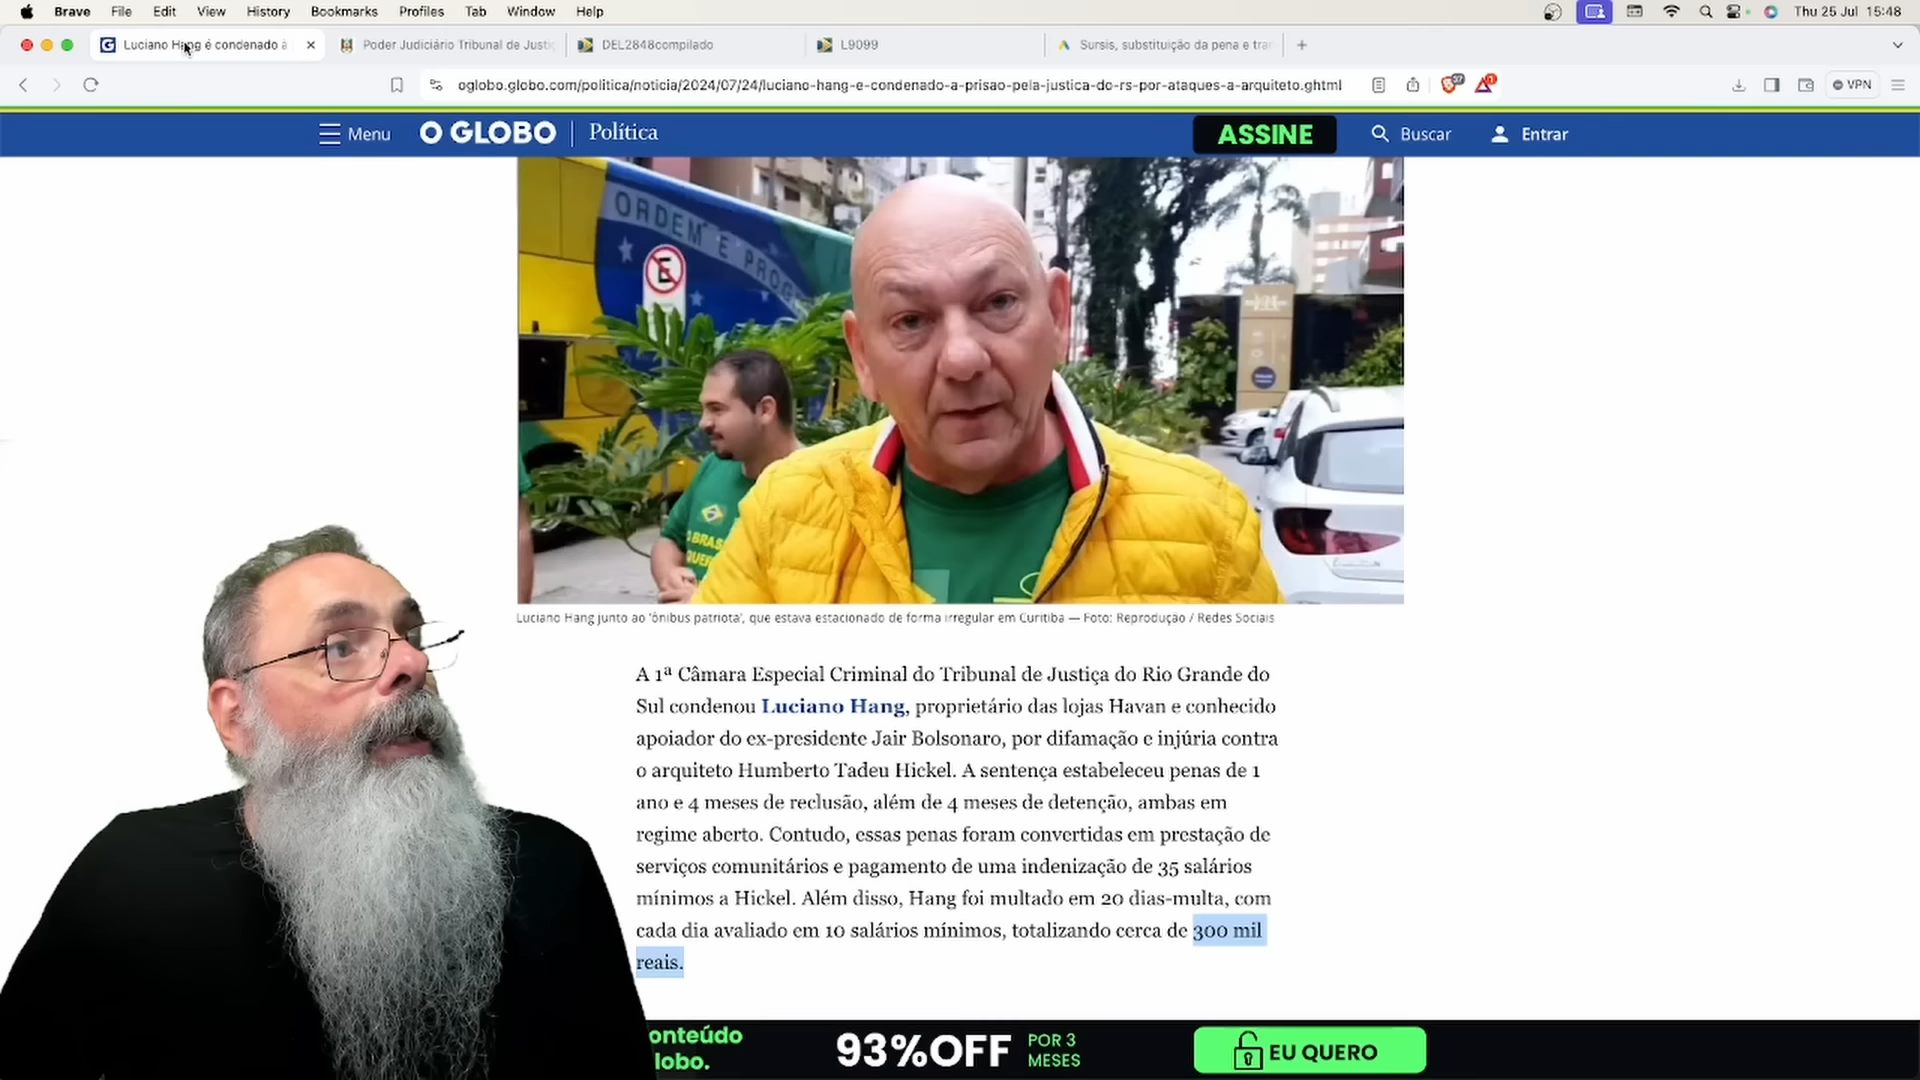 Brave File Edit View History Bookmarks Profiles Tab Window Help
Thu 25 Jul 15:48
Luciano Hang é condenado à
Poder Judiciário Tribunal de Justiç
DEL2848compilado
L9099
Sursis, substituição da pena e tra
oglobo.globo.com/politica/noticia/2024/07/24/luciano-hang-e-condenado-a-prisao-pela-justica-do-rs-por-ataques-a-arquiteto.ghtml
VPN
Menu
O GLOBO
Política
ASSINE
Buscar
Entrar
ORDEM E PROG
E
O BRAS
QUE
Luciano Hang junto ao 'ônibus patriota', que estava estacionado de forma irregular em Curitiba — Foto: Reprodução / Redes Sociais
A 1ª Câmara Especial Criminal do Tribunal de Justiça do Rio Grande do
Sul condenou Luciano Hang, proprietário das lojas Havan e conhecido
apoiador do ex-presidente Jair Bolsonaro, por difamação e injúria contra
o arquiteto Humberto Tadeu Hickel. A sentença estabeleceu penas de 1
ano e 4 meses de reclusão, além de 4 meses de detenção, ambas em
regime aberto. Contudo, essas penas foram convertidas em prestação de
serviços comunitários e pagamento de uma indenização de 35 salários
mínimos a Hickel. Além disso, Hang foi multado em 20 dias-multa, com
cada dia avaliado em 10 salários mínimos, totalizando cerca de 300 mil
reais.
onteúdo
lobo.
93%OFF
POR 3
MESES
EU QUERO